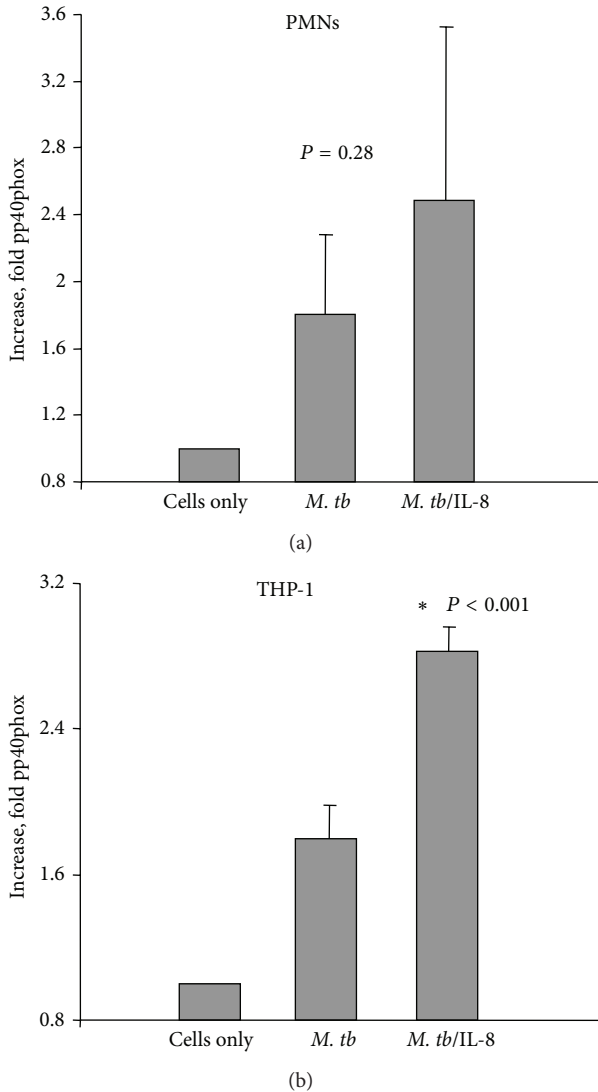 PMNs
3.6
3.2
2.8
2.4
2
1.6
1.2
0.8
Increase, fold pp40phox
P = 0.28
Cells only M. tb M. tb/IL-8
(a)
THP-1
3.2
2.4
1.6
0.8
Increase, fold pp40phox
* P < 0.001
Cells only M. tb M. tb/IL-8
(b)